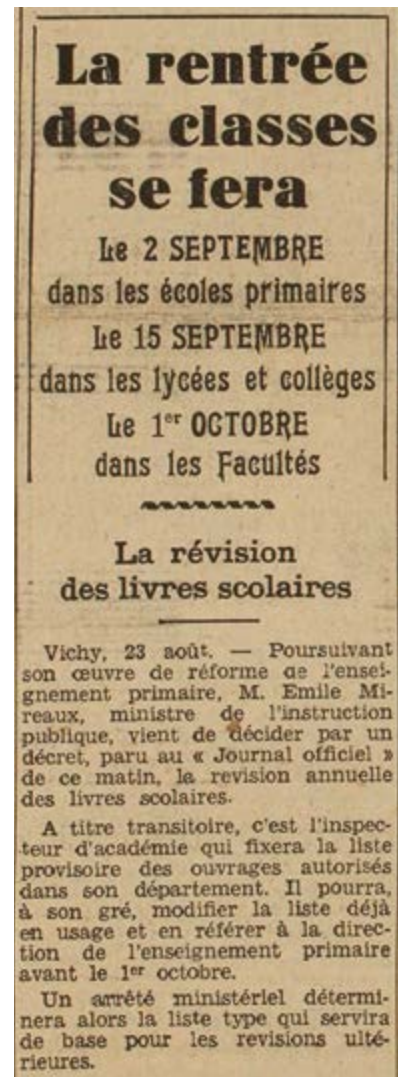 La rentrée
des classes
se fera
Le 2 SEPTEMBRE
dans les écoles primaires
Le 15 SEPTEMBRE
dans les lycées et collèges
Le 1er OCTOBRE
dans les Facultés
La révision
des livres scolaires
Vichy, 23 août. — Poursuivant
son œuvre de réforme de l'ensei-
gnement primaire, M. Emile Mi-
reaux, ministre de l'instruction
publique, vient de décider par un
décret, paru au « Journal officiel »
de ce matin, la revision annuelle
des livres scolaires.
A titre transitoire, c'est l'inspec-
teur d'académie qui fixera la liste
provisoire des ouvrages autorisés
dans son département. Il pourra,
à son gré, modifier la liste déjà
en usage et en référer à la direc-
tion de l'enseignement primaire
avant le 1er octobre.
Un arrêté ministériel détermi-
nera alors la liste type qui servira
de base pour les revisions ulté-
rieures.